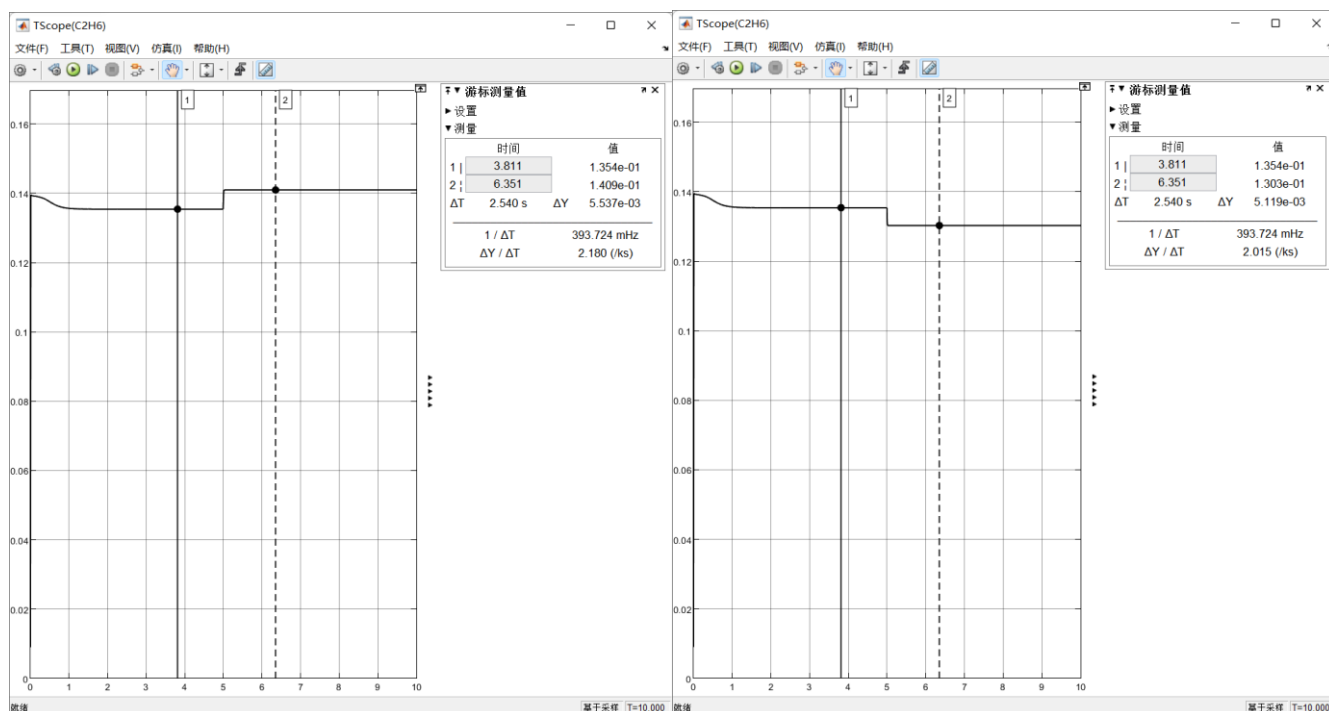 TScope(C2H6)
文件(F) 工具(T) 视图(V) 仿真(I) 帮助(H)
1
2
0.16
0.14
0.12
0.1
0.08
0.06
0.04
0.02
0
0 1 2 3 4 5 6 7 8 9 10
游标测量值
设置
测量
时间 值
1 | 3.811 1.354e-01
2 ¦ 6.351 1.409e-01
ΔT 2.540 s ΔY 5.537e-03
1 / ΔT 393.724 mHz
ΔY / ΔT 2.180 (/ks)
就绪 基于采样 T=10.000
TScope(C2H6)
文件(F) 工具(T) 视图(V) 仿真(I) 帮助(H)
1
2
0.16
0.14
0.12
0.1
0.08
0.06
0.04
0.02
0
0 1 2 3 4 5 6 7 8 9 10
游标测量值
设置
测量
时间 值
1 | 3.811 1.354e-01
2 ¦ 6.351 1.303e-01
ΔT 2.540 s ΔY 5.119e-03
1 / ΔT 393.724 mHz
ΔY / ΔT 2.015 (/ks)
就绪 基于采样 T=10.000